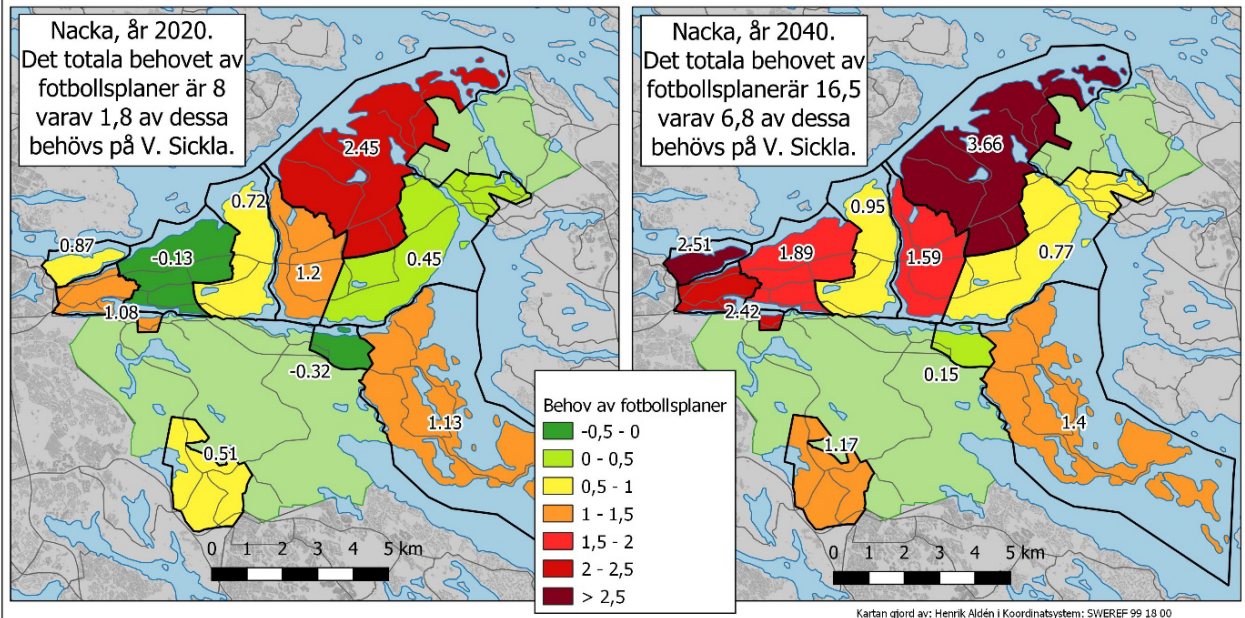 Nacka, år 2020.
Det totala behovet av
fotbollsplaner är 8
varav 1,8 av dessa
behövs på V. Sickla.
2.45
0.72
0.87
-0.13
1.2
0.45
1.08
-0.32
1.13
0.51
0 1 2 3 4 5 km
Nacka, år 2040.
Det totala behovet av
fotbollsplanerär 16,5
varav 6,8 av dessa
behövs på V. Sickla.
3.66
0.95
2.51
1.89
1.59
0.77
2.42
0.15
1.4
1.17
0 1 2 3 4 5 km
Behov av fotbollsplaner
-0,5 - 0
0 - 0,5
0,5 - 1
1 - 1,5
1,5 - 2
2 - 2,5
> 2,5
Kartan gjord av: Henrik Aldén i Koordinatsystem: SWEREF 99 18 00